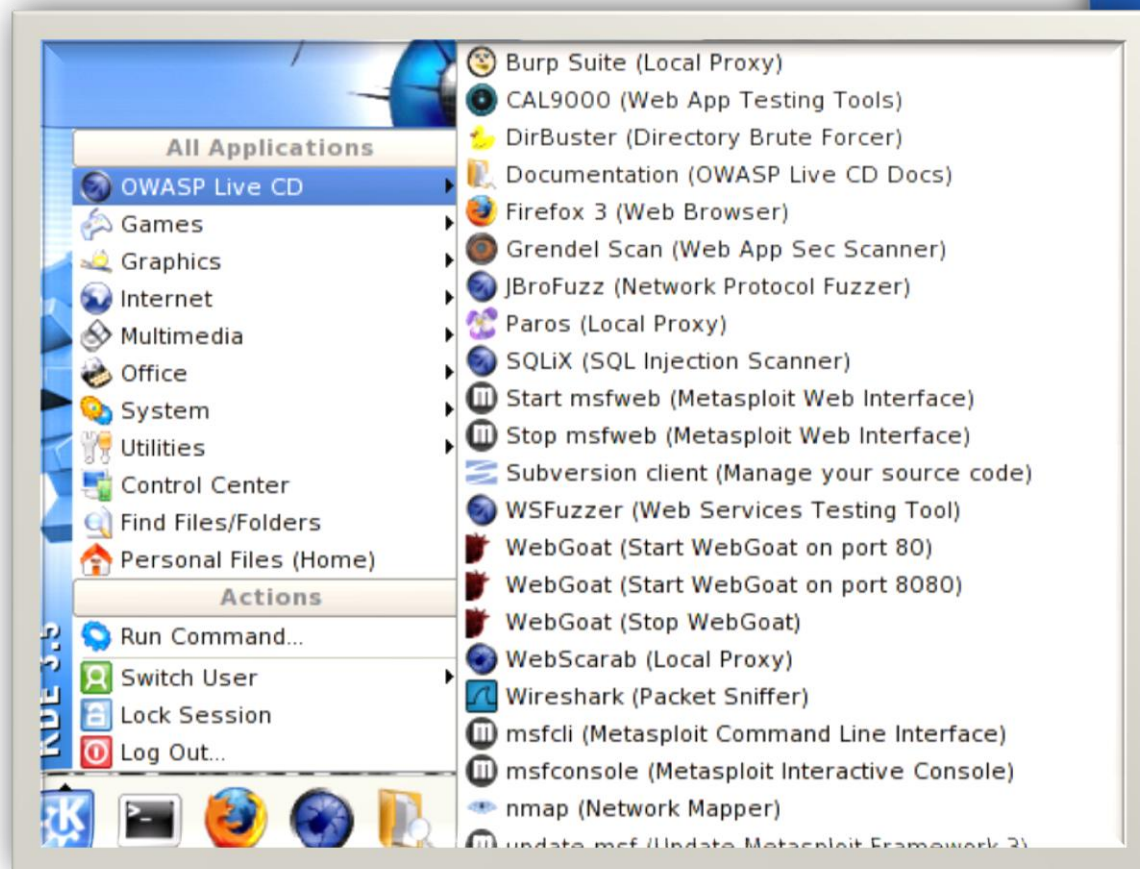 All Applications
OWASP Live CD
Games
Graphics
Internet
Multimedia
Office
System
Utilities
Control Center
Find Files/Folders
Personal Files (Home)
Actions
Run Command...
Switch User
Lock Session
Log Out...
KDE 3.5
Burp Suite (Local Proxy)
CAL9000 (Web App Testing Tools)
DirBuster (Directory Brute Forcer)
Documentation (OWASP Live CD Docs)
Firefox 3 (Web Browser)
Grendel Scan (Web App Sec Scanner)
JBroFuzz (Network Protocol Fuzzer)
Paros (Local Proxy)
SQLiX (SQL Injection Scanner)
Start msfweb (Metasploit Web Interface)
Stop msfweb (Metasploit Web Interface)
Subversion client (Manage your source code)
WSFuzzer (Web Services Testing Tool)
WebGoat (Start WebGoat on port 80)
WebGoat (Start WebGoat on port 8080)
WebGoat (Stop WebGoat)
WebScarab (Local Proxy)
Wireshark (Packet Sniffer)
msfcli (Metasploit Command Line Interface)
msfconsole (Metasploit Interactive Console)
nmap (Network Mapper)
update msf (Update Metasploit Framework 3)